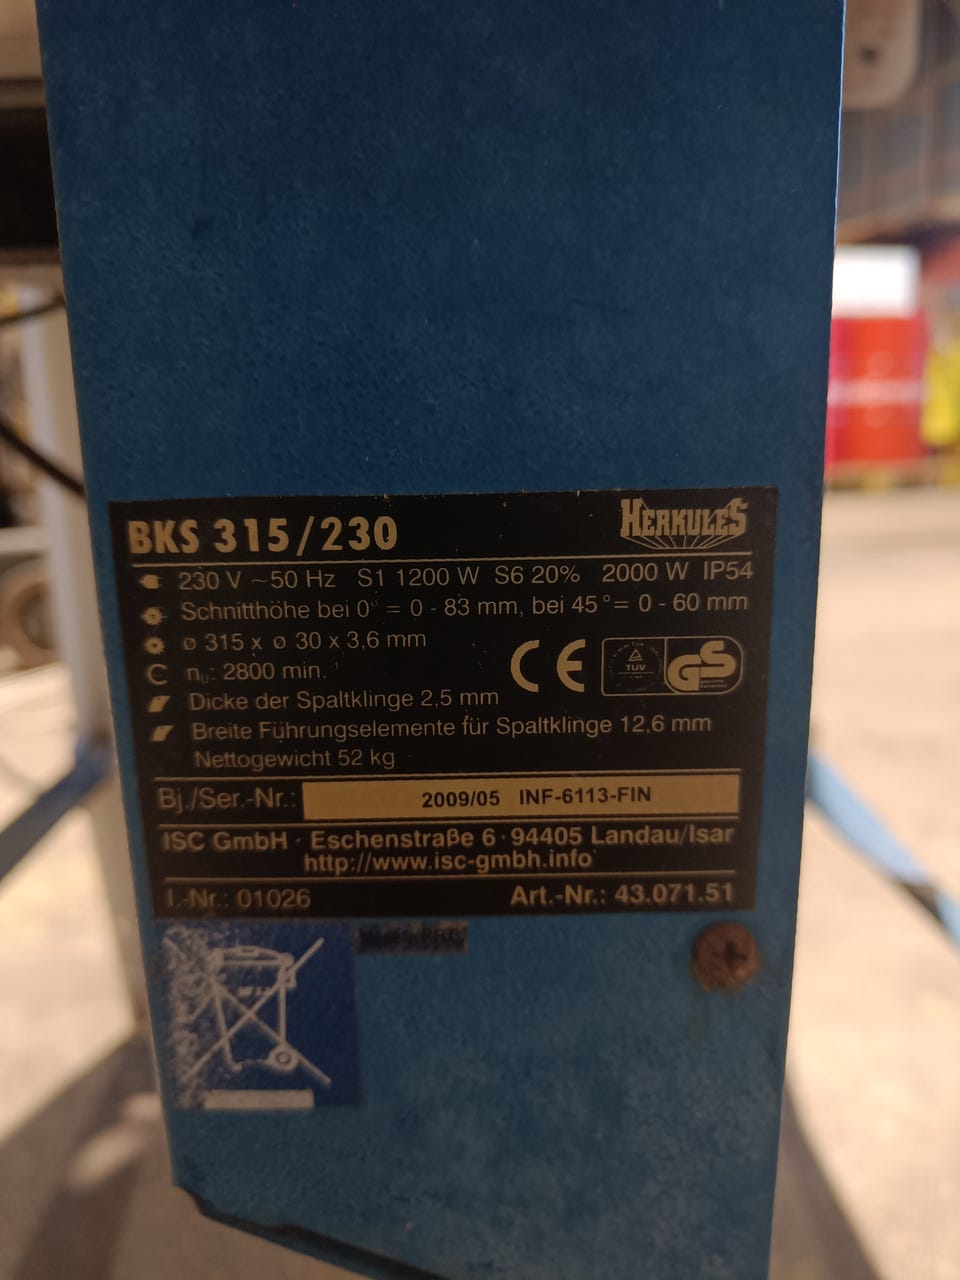 BKS 315/230
HERKULES
230 V ~50 Hz S1 1200 W S6 20% 2000 W IP54
Schnitthöhe bei 0° = 0 - 83 mm, bei 45° = 0 - 60 mm
ø 315 x ø 30 x 3,6 mm
n₀: 2800 min.⁻¹
CE
TÜV
GS
Dicke der Spaltklinge 2,5 mm
Breite Führungselemente für Spaltklinge 12,6 mm
Nettogewicht 52 kg
Bj./Ser.-Nr.: 2009/05 INF-6113-FIN
ISC GmbH · Eschenstraße 6 · 94405 Landau/Isar
http://www.isc-gmbh.info
I.-Nr.: 01026 Art.-Nr.: 43.071.51